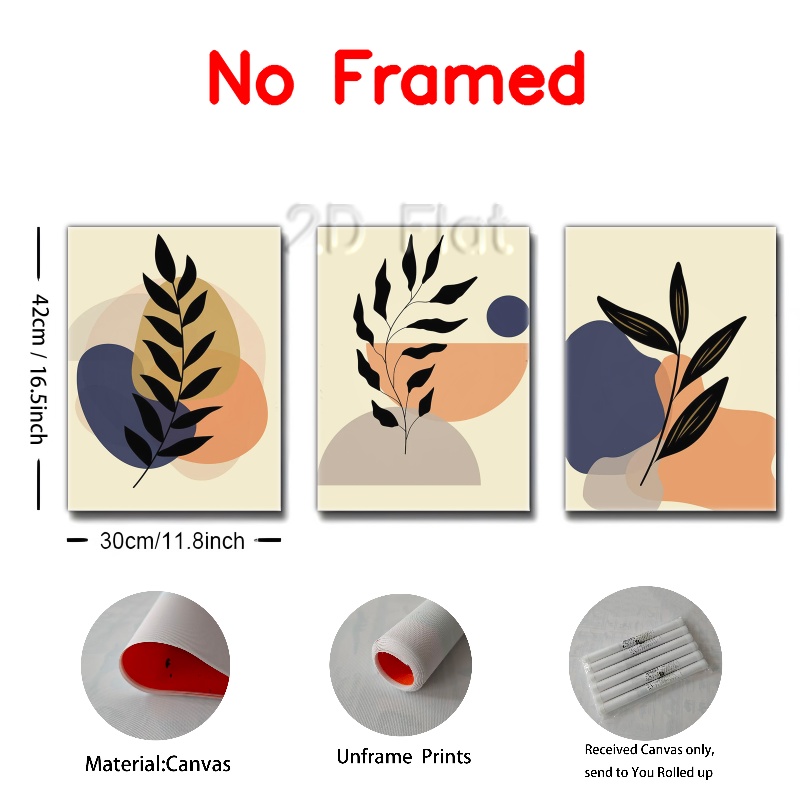 No Framed
2D Flat
42cm / 16.5inch
30cm/11.8inch
Material:Canvas
Unframe Prints
Received Canvas only,
send to You Rolled up